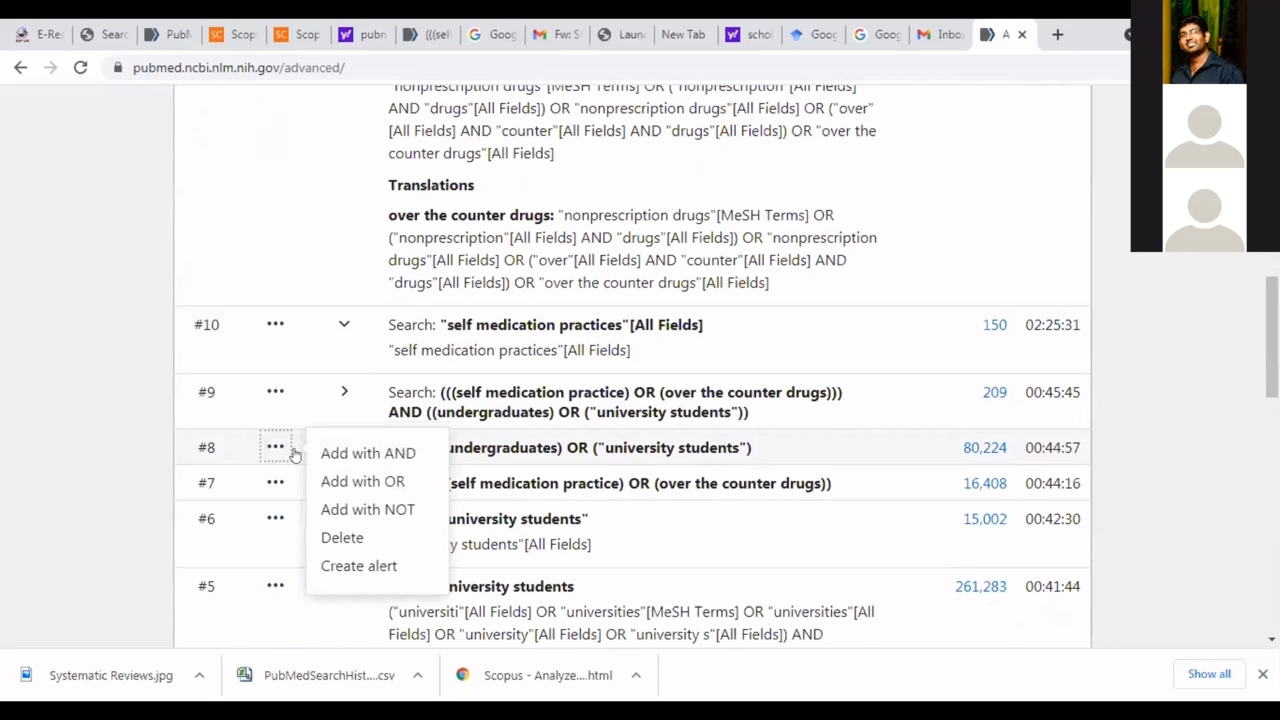 E-Res
Searc
PubM
Scop
Scop
pubn
(((sel
Goog
Fw: S
Laun
New Tab
schol
Goog
Goog
Inbo
A
pubmed.ncbi.nlm.nih.gov/advanced/
"nonprescription drugs"[MeSH Terms] OR ("nonprescription"[All Fields]
AND "drugs"[All Fields]) OR "nonprescription drugs"[All Fields] OR ("over"
[All Fields] AND "counter"[All Fields] AND "drugs"[All Fields]) OR "over the
counter drugs"[All Fields]
Translations
over the counter drugs: "nonprescription drugs"[MeSH Terms] OR
("nonprescription"[All Fields] AND "drugs"[All Fields]) OR "nonprescription
drugs"[All Fields] OR ("over"[All Fields] AND "counter"[All Fields] AND
"drugs"[All Fields]) OR "over the counter drugs"[All Fields]
#10 ••• Search: "self medication practices"[All Fields] 150 02:25:31
"self medication practices"[All Fields]
#9 ••• Search: (((self medication practice) OR (over the counter drugs))) 209 00:45:45
AND ((undergraduates) OR ("university students"))
#8 ••• undergraduates) OR ("university students") 80,224 00:44:57
#7 ••• (self medication practice) OR (over the counter drugs)) 16,408 00:44:16
#6 ••• university students" 15,002 00:42:30
y students"[All Fields]
#5 ••• niversity students 261,283 00:41:44
("universiti"[All Fields] OR "universities"[MeSH Terms] OR "universities"[All
Fields] OR "university"[All Fields] OR "university s"[All Fields]) AND
Add with AND
Add with OR
Add with NOT
Delete
Create alert
Systematic Reviews.jpg
PubMedSearchHist....csv
Scopus - Analyze....html
Show all